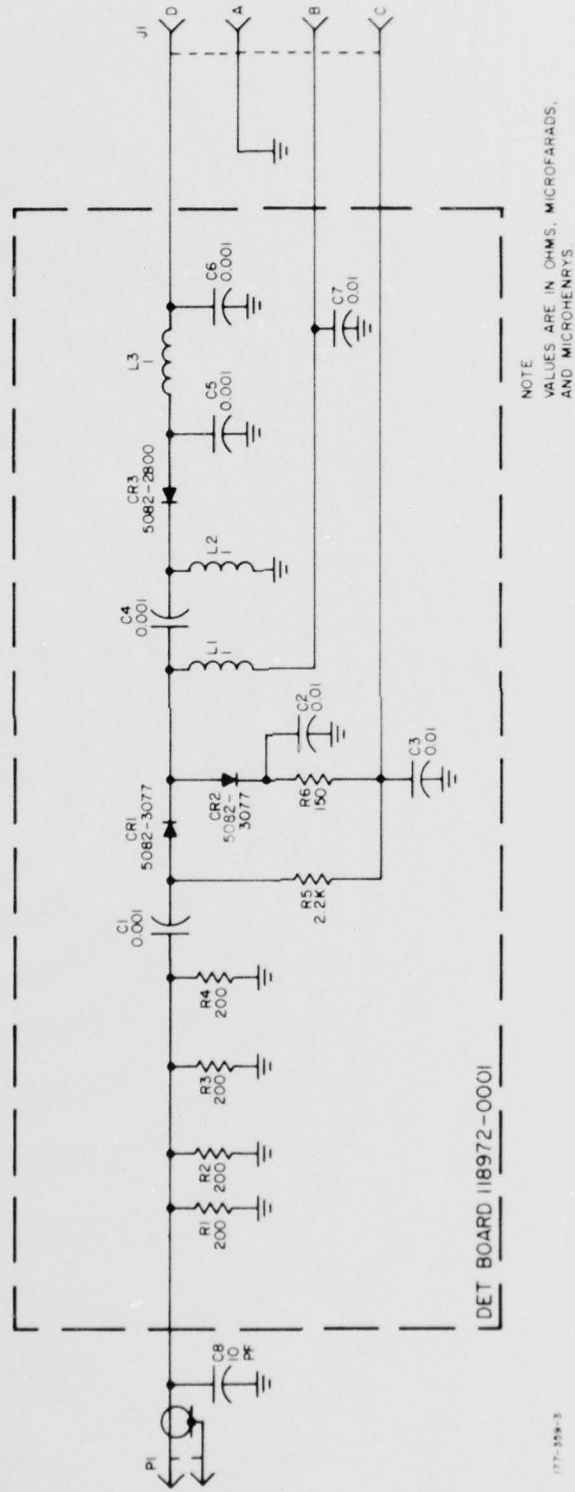 P1
C8
10
PF
R1
200
R2
200
R3
200
R4
200
C1
0.001
R5
2.2K
CR1
5082-3077
CR2
5082-
3077
R6
150
C2
0.01
C3
0.01
L1
1
C4
0.001
L2
1
CR3
5082-2800
C5
0.001
L3
1
C6
0.001
C7
0.01
J1
D
A
B
C
DET BOARD 118972-0001
NOTE
VALUES ARE IN OHMS, MICROFARADS,
AND MICROHENRYS.
177-359-3